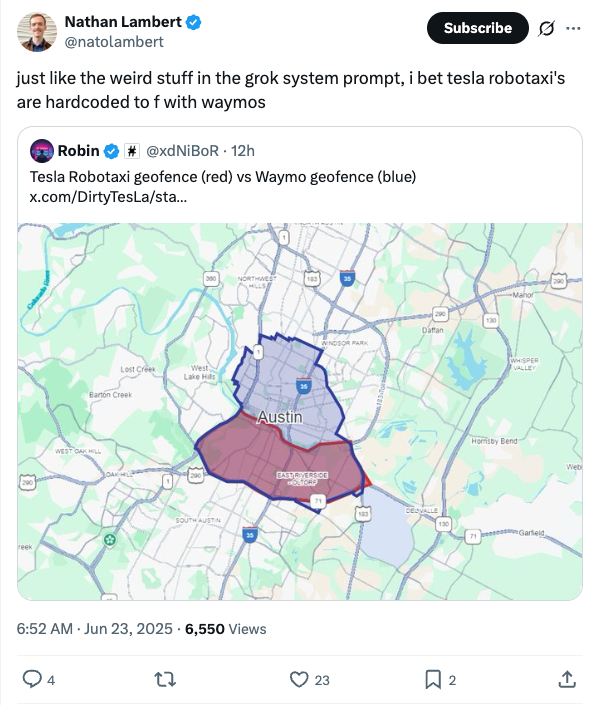 Nathan Lambert
@natolambert
Subscribe
just like the weird stuff in the grok system prompt, i bet tesla robotaxi's
are hardcoded to f with waymos
Robin # @xdNiBoR · 12h
Tesla Robotaxi geofence (red) vs Waymo geofence (blue)
x.com/DirtyTesLa/sta...
1
360
NORTHWEST
HILLS
183
35
290
Manor
290
130
Daffan
WINDSOR PARK
1
WHISPER
VALLEY
Lost Creek
West
Lake Hills
35
Barton Creek
Austin
Hornsby Bend
WEST OAK HILL
OAK HILL
1
290
EAST RIVERSIDE
- OLTORF
290
71
183
DEL VALLE
SOUTH AUSTIN
130
71
Garfield
35
reek
6:52 AM · Jun 23, 2025 · 6,550 Views
4
23
2